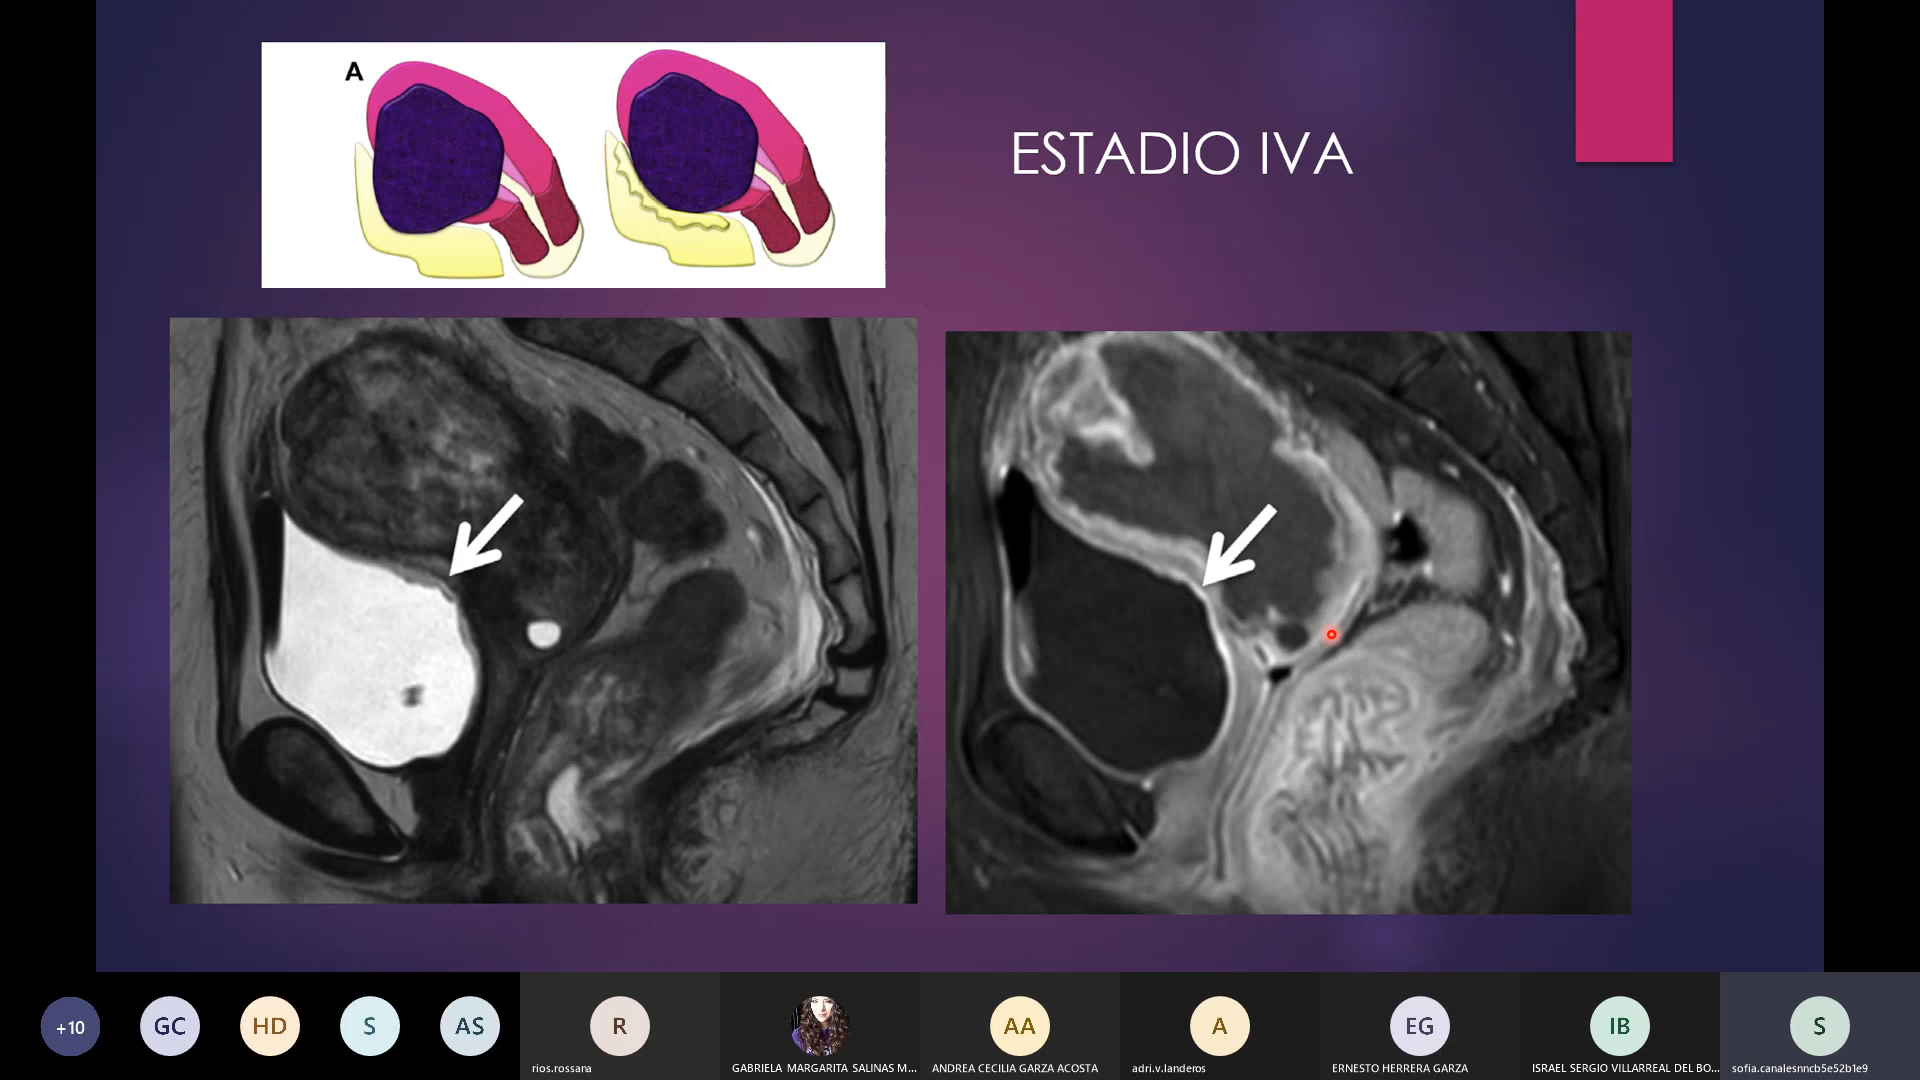 A
ESTADIO IVA
+10
GC
HD
S
AS
R
AA
A
EG
IB
S
rios.rossana
GABRIELA MARGARITA SALINAS M...
ANDREA CECILIA GARZA ACOSTA
adri.v.landeros
ERNESTO HERRERA GARZA
ISRAEL SERGIO VILLARREAL DEL BO...
sofia.canalesnncb5e52b1e9